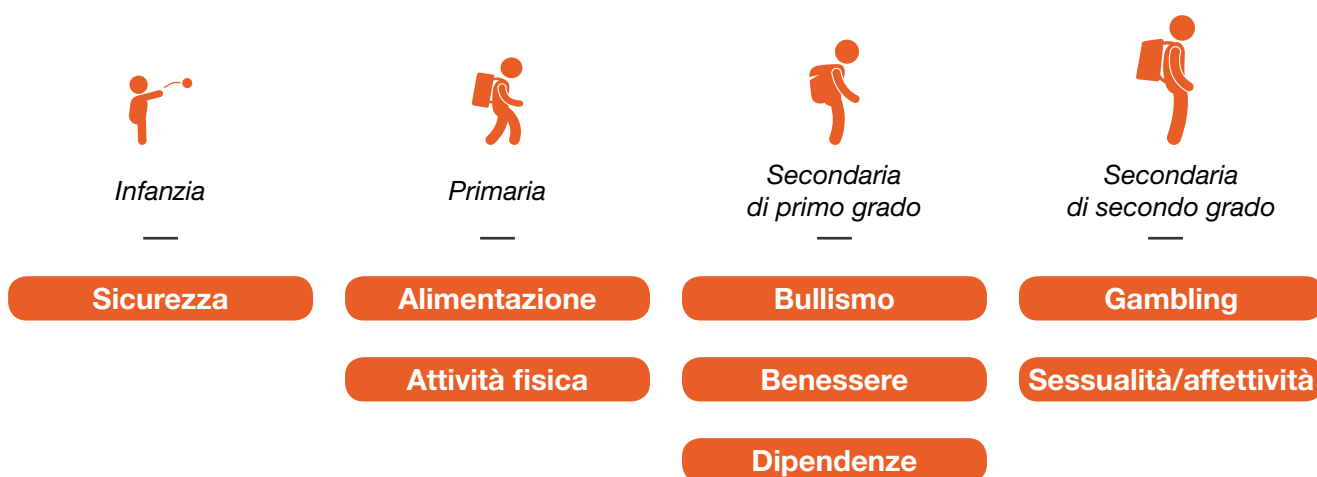 Infanzia
Sicurezza
Primaria
Alimentazione
Attività fisica
Secondaria
di primo grado
Bullismo
Benessere
Dipendenze
Secondaria
di secondo grado
Gambling
Sessualità/affettività